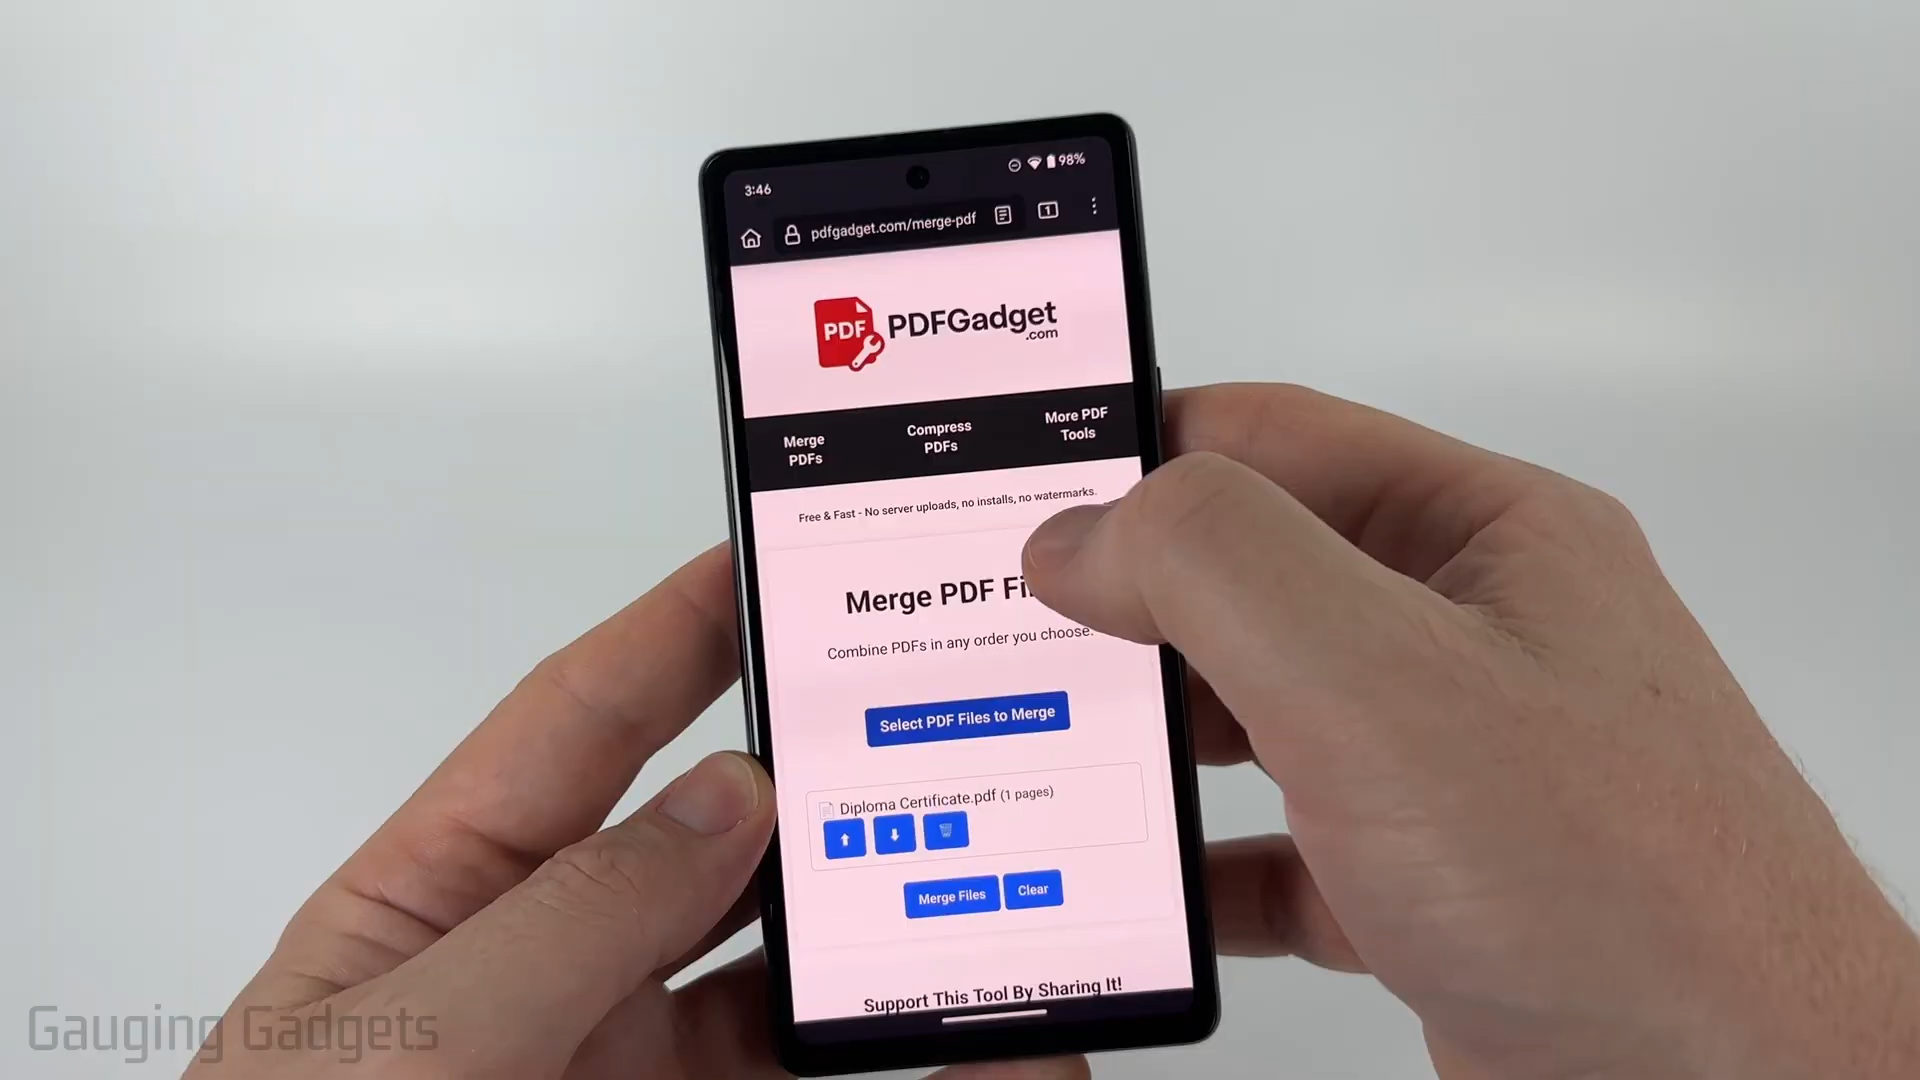 3:46
98%
pdfgadget.com/merge-pdf
1
PDF
PDFGadget
.com
Merge PDFs
Compress PDFs
More PDF Tools
Free & Fast - No server uploads, no installs, no watermarks.
Merge PDF
Combine PDFs in any order you choose.
Select PDF Files to Merge
Diploma Certificate.pdf (1 pages)
Merge Files
Clear
Support This Tool By Sharing It!
Gauging Gadgets